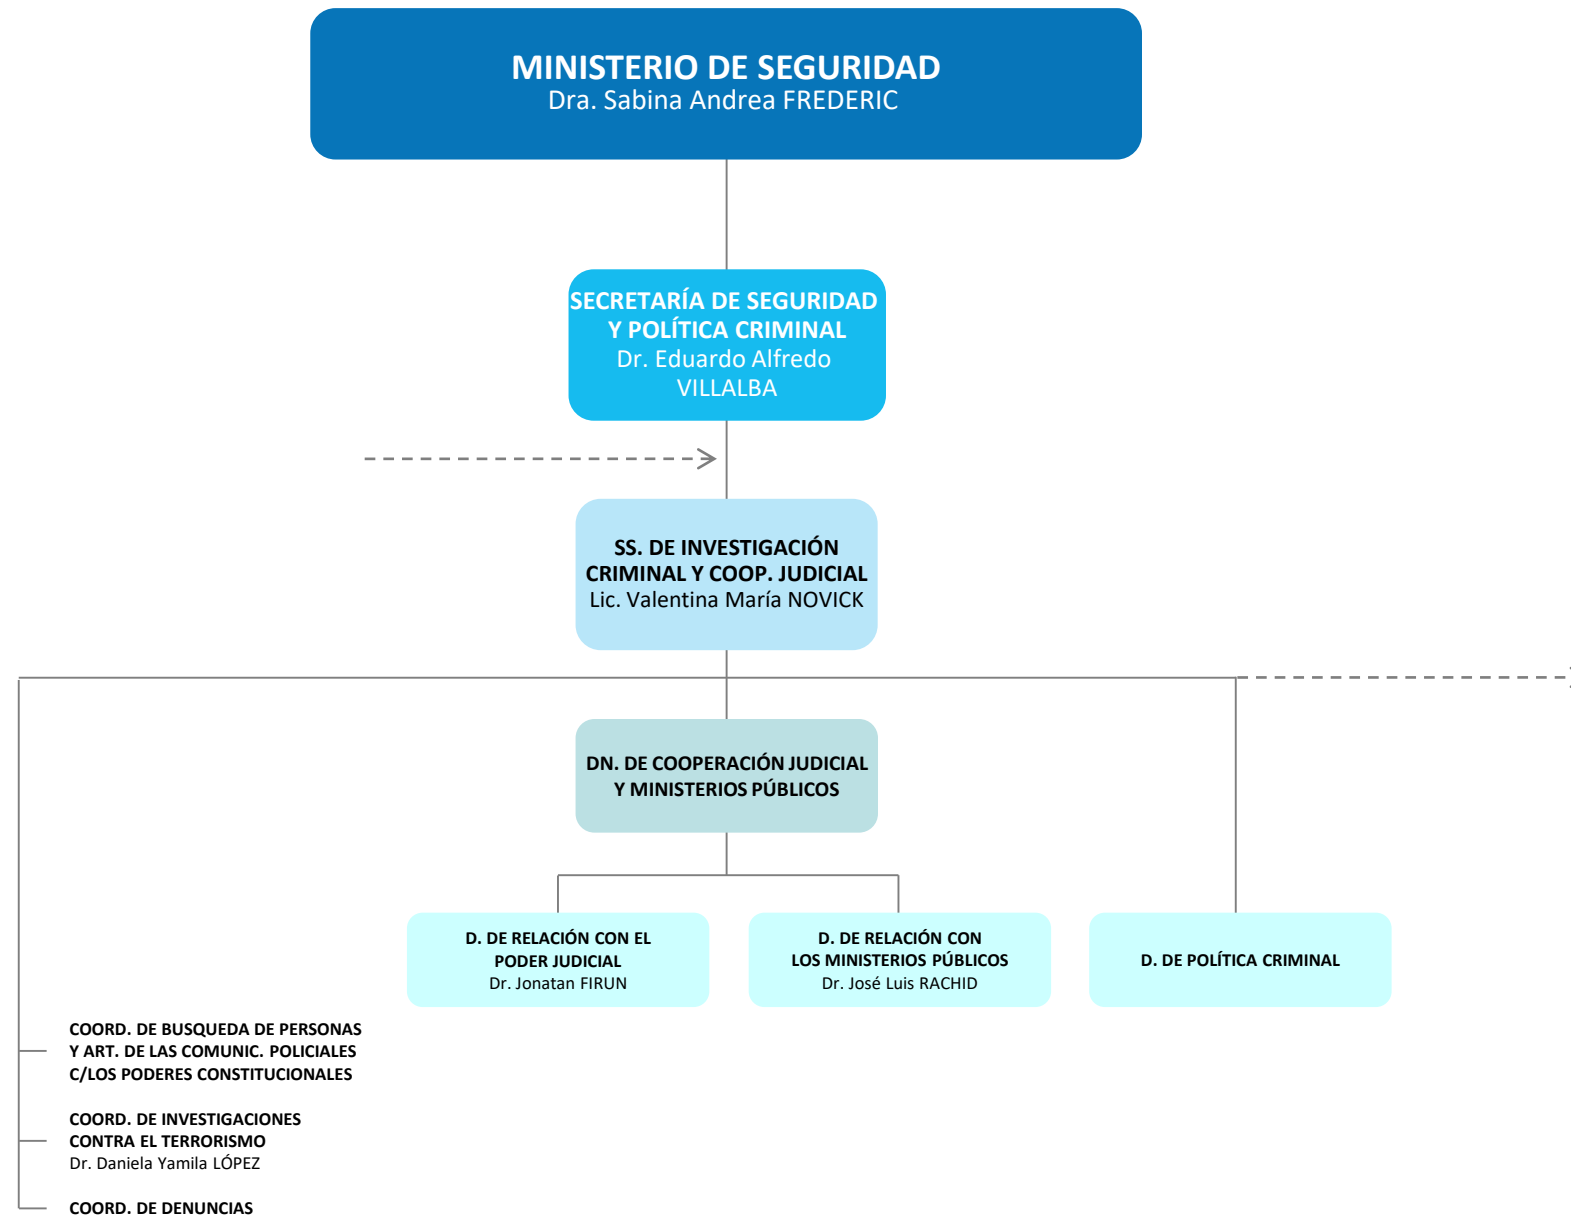 MINISTERIO DE SEGURIDAD
Dra. Sabina Andrea FREDERIC
SECRETARÍA DE SEGURIDAD
Y POLÍTICA CRIMINAL
Dr. Eduardo Alfredo
VILLALBA
SS. DE INVESTIGACIÓN
CRIMINAL Y COOP. JUDICIAL
Lic. Valentina María NOVICK
DN. DE COOPERACIÓN JUDICIAL
Y MINISTERIOS PÚBLICOS
D. DE RELACIÓN CON EL
PODER JUDICIAL
Dr. Jonatan FIRUN
D. DE RELACIÓN CON
LOS MINISTERIOS PÚBLICOS
Dr. José Luis RACHID
D. DE POLÍTICA CRIMINAL
COORD. DE BUSQUEDA DE PERSONAS
Y ART. DE LAS COMUNIC. POLICIALES
C/LOS PODERES CONSTITUCIONALES
COORD. DE INVESTIGACIONES
CONTRA EL TERRORISMO
Dr. Daniela Yamila LÓPEZ
COORD. DE DENUNCIAS